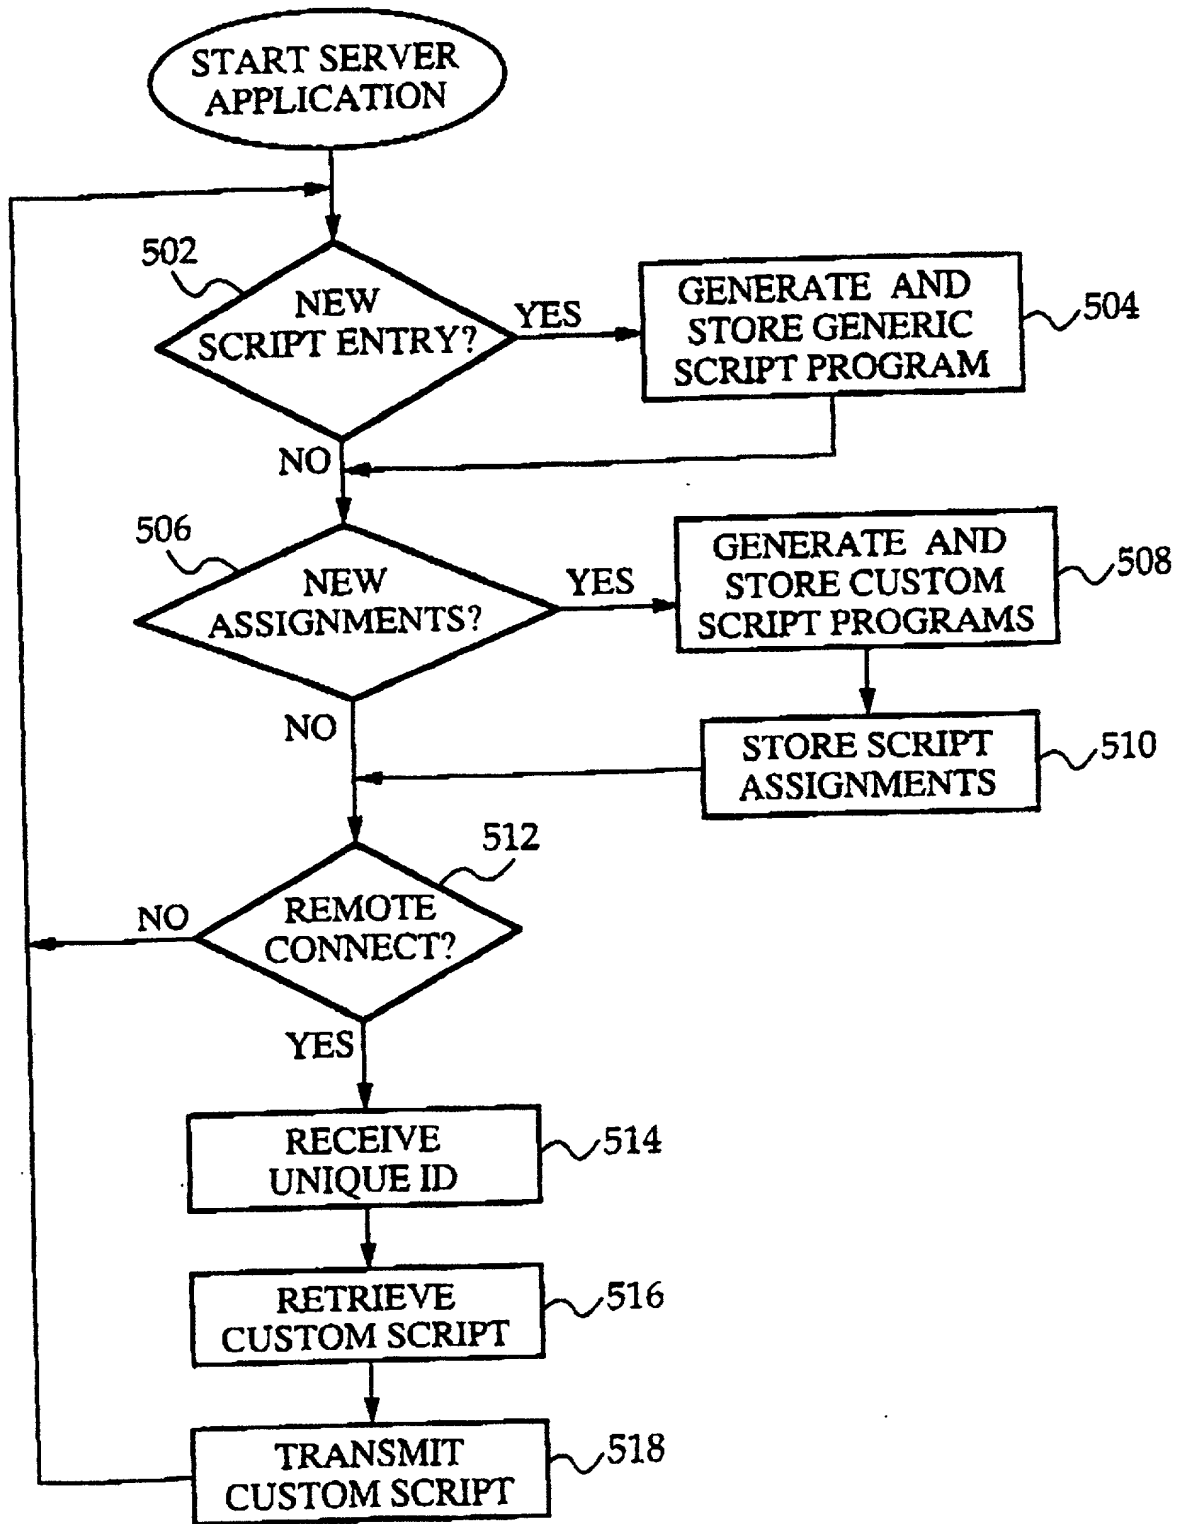 START SERVER
APPLICATION
502
NEW
SCRIPT ENTRY?
YES
GENERATE AND
STORE GENERIC
SCRIPT PROGRAM
504
NO
506
NEW
ASSIGNMENTS?
YES
GENERATE AND
STORE CUSTOM
SCRIPT PROGRAMS
508
NO
STORE SCRIPT
ASSIGNMENTS
510
512
REMOTE
CONNECT?
NO
YES
RECEIVE
UNIQUE ID
514
RETRIEVE
CUSTOM SCRIPT
516
TRANSMIT
CUSTOM SCRIPT
518